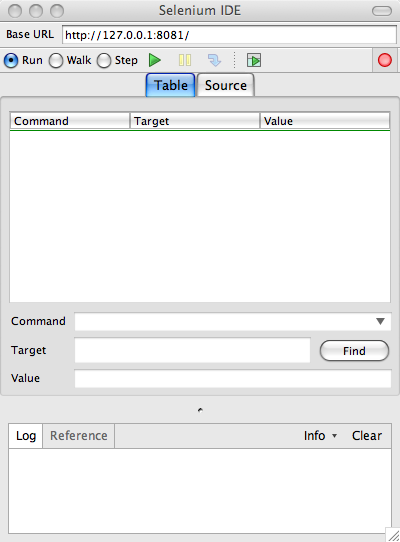 Selenium IDE
Base URL http://127.0.0.1:8081/
Run Walk Step
Table Source
Command Target Value
Command
Target Find
Value
Log Reference Info Clear